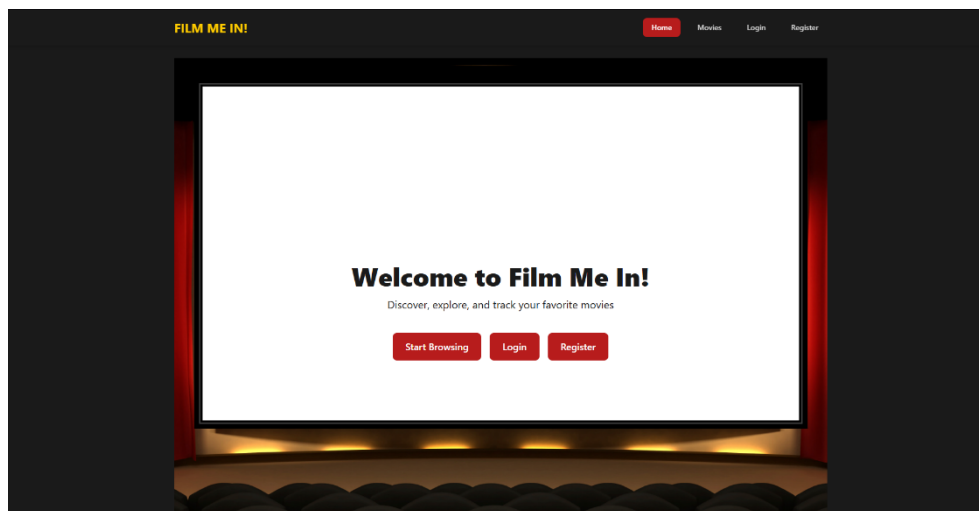 FILM ME IN!
Home Movies Login Register
Welcome to Film Me In!
Discover, explore, and track your favorite movies
Start Browsing Login Register